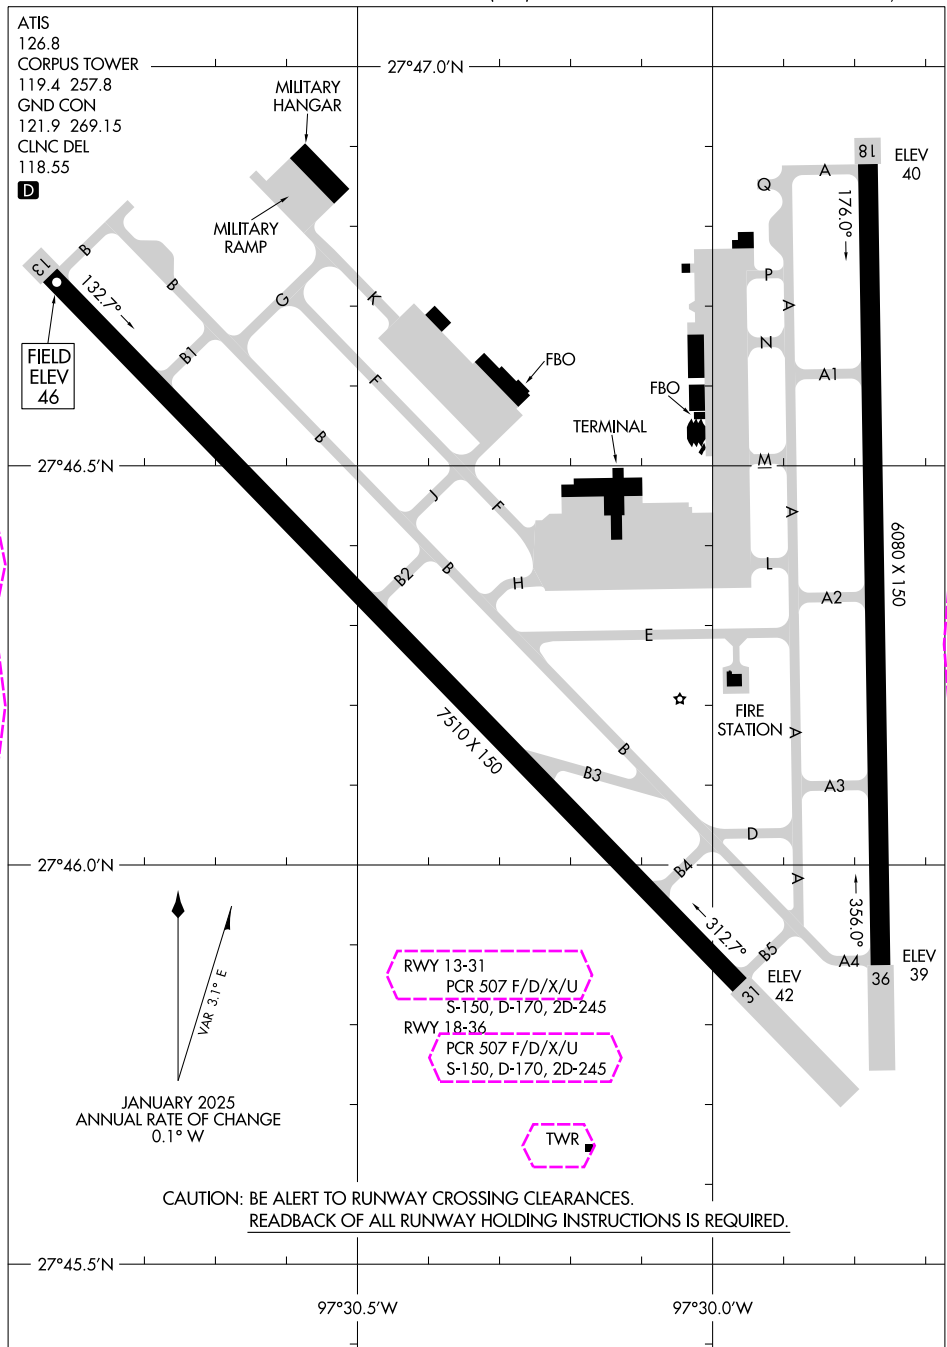 ATIS
126.8
CORPUS TOWER
119.4 257.8
GND CON
121.9 269.15
CLNC DEL
118.55
D
27°47.0'N
MILITARY
HANGAR
MILITARY
RAMP
18
ELEV
40
A
Q
176.0°
P
A
N
A1
13
B
132.7°
B
G
K
B1
F
FIELD
ELEV
46
FBO
FBO
TERMINAL
B
27°46.5'N
M
J
F
A
6080 X 150
B2
B
H
L
A2
E
FIRE
STATION
A
7510 X 150
B
B3
A3
D
27°46.0'N
B4
A
356.0°
312.7°
B5
A4
ELEV
39
36
ELEV
42
31
VAR 3.1° E
JANUARY 2025
ANNUAL RATE OF CHANGE
0.1° W
RWY 13-31
PCR 507 F/D/X/U
S-150, D-170, 2D-245
RWY 18-36
PCR 507 F/D/X/U
S-150, D-170, 2D-245
TWR
CAUTION: BE ALERT TO RUNWAY CROSSING CLEARANCES.
READBACK OF ALL RUNWAY HOLDING INSTRUCTIONS IS REQUIRED.
27°45.5'N
97°30.5'W
97°30.0'W